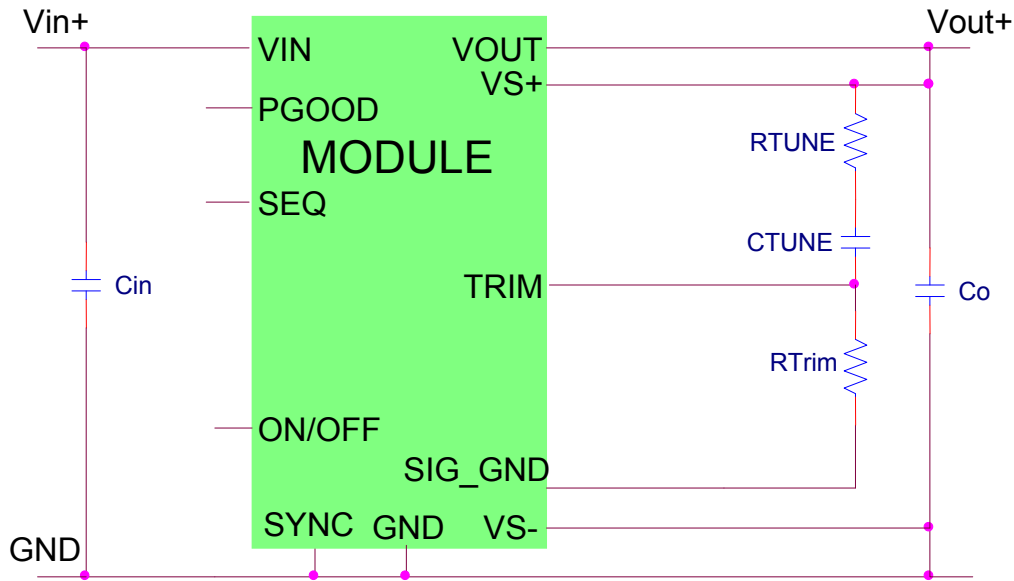 Vin+
Vout+
VIN
VOUT
VS+
PGOOD
RTUNE
MODULE
SEQ
CTUNE
Cin
TRIM
Co
RTrim
ON/OFF
SIG_GND
SYNC
GND
VS-
GND